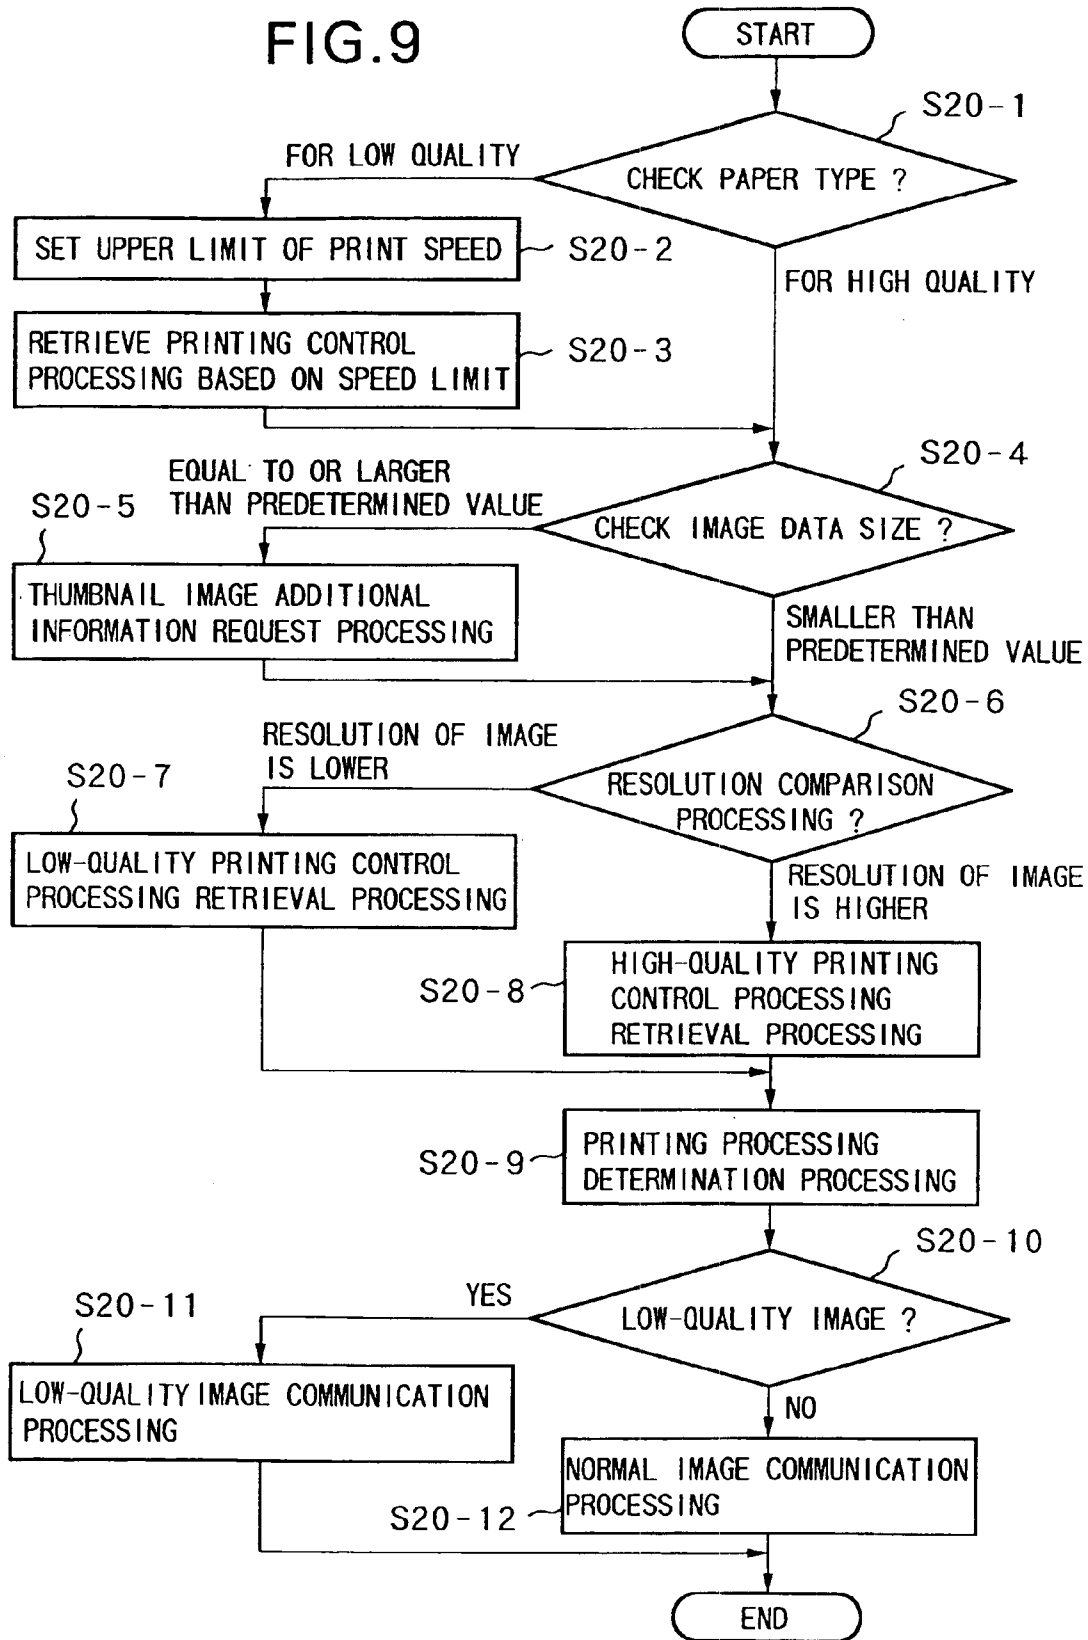 FIG.9
START
S20-1
CHECK PAPER TYPE ?
FOR LOW QUALITY
SET UPPER LIMIT OF PRINT SPEED
S20-2
FOR HIGH QUALITY
RETRIEVE PRINTING CONTROL
PROCESSING BASED ON SPEED LIMIT
S20-3
S20-4
CHECK IMAGE DATA SIZE ?
EQUAL TO OR LARGER
THAN PREDETERMINED VALUE
S20-5
THUMBNAIL IMAGE ADDITIONAL
INFORMATION REQUEST PROCESSING
SMALLER THAN
PREDETERMINED VALUE
S20-6
RESOLUTION COMPARISON
PROCESSING ?
RESOLUTION OF IMAGE
IS LOWER
S20-7
LOW-QUALITY PRINTING CONTROL
PROCESSING RETRIEVAL PROCESSING
RESOLUTION OF IMAGE
IS HIGHER
S20-8
HIGH-QUALITY PRINTING
CONTROL PROCESSING
RETRIEVAL PROCESSING
S20-9
PRINTING PROCESSING
DETERMINATION PROCESSING
S20-10
LOW-QUALITY IMAGE ?
YES
S20-11
LOW-QUALITY IMAGE COMMUNICATION
PROCESSING
NO
NORMAL IMAGE COMMUNICATION
PROCESSING
S20-12
END